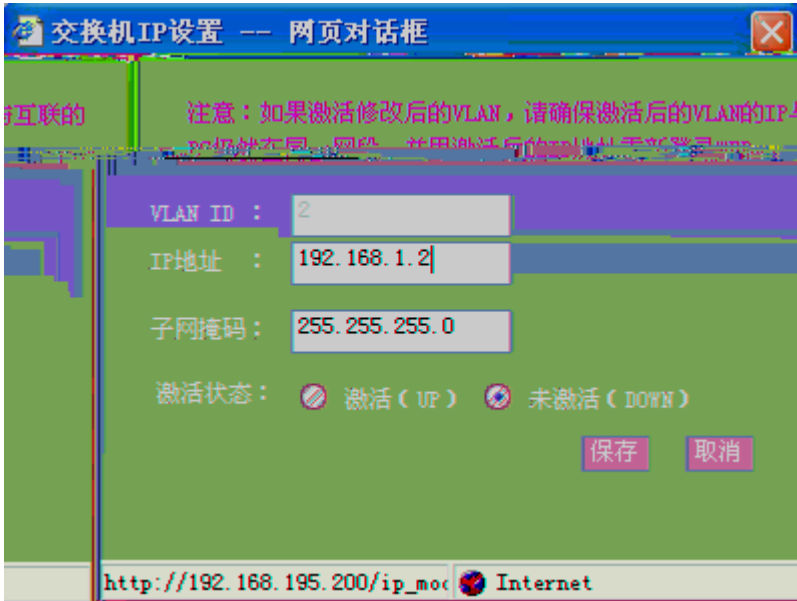 交换机IP设置 -- 网页对话框
互联的
注意：如果激活修改后的VLAN，请确保激活后的VLAN的IP与
VLAN ID ： 2
IP地址 ： 192.168.1.2
子网掩码： 255.255.255.0
激活状态： 激活(UP) 未激活(DOWN)
保存 取消
http://192.168.195.200/ip_mod Internet